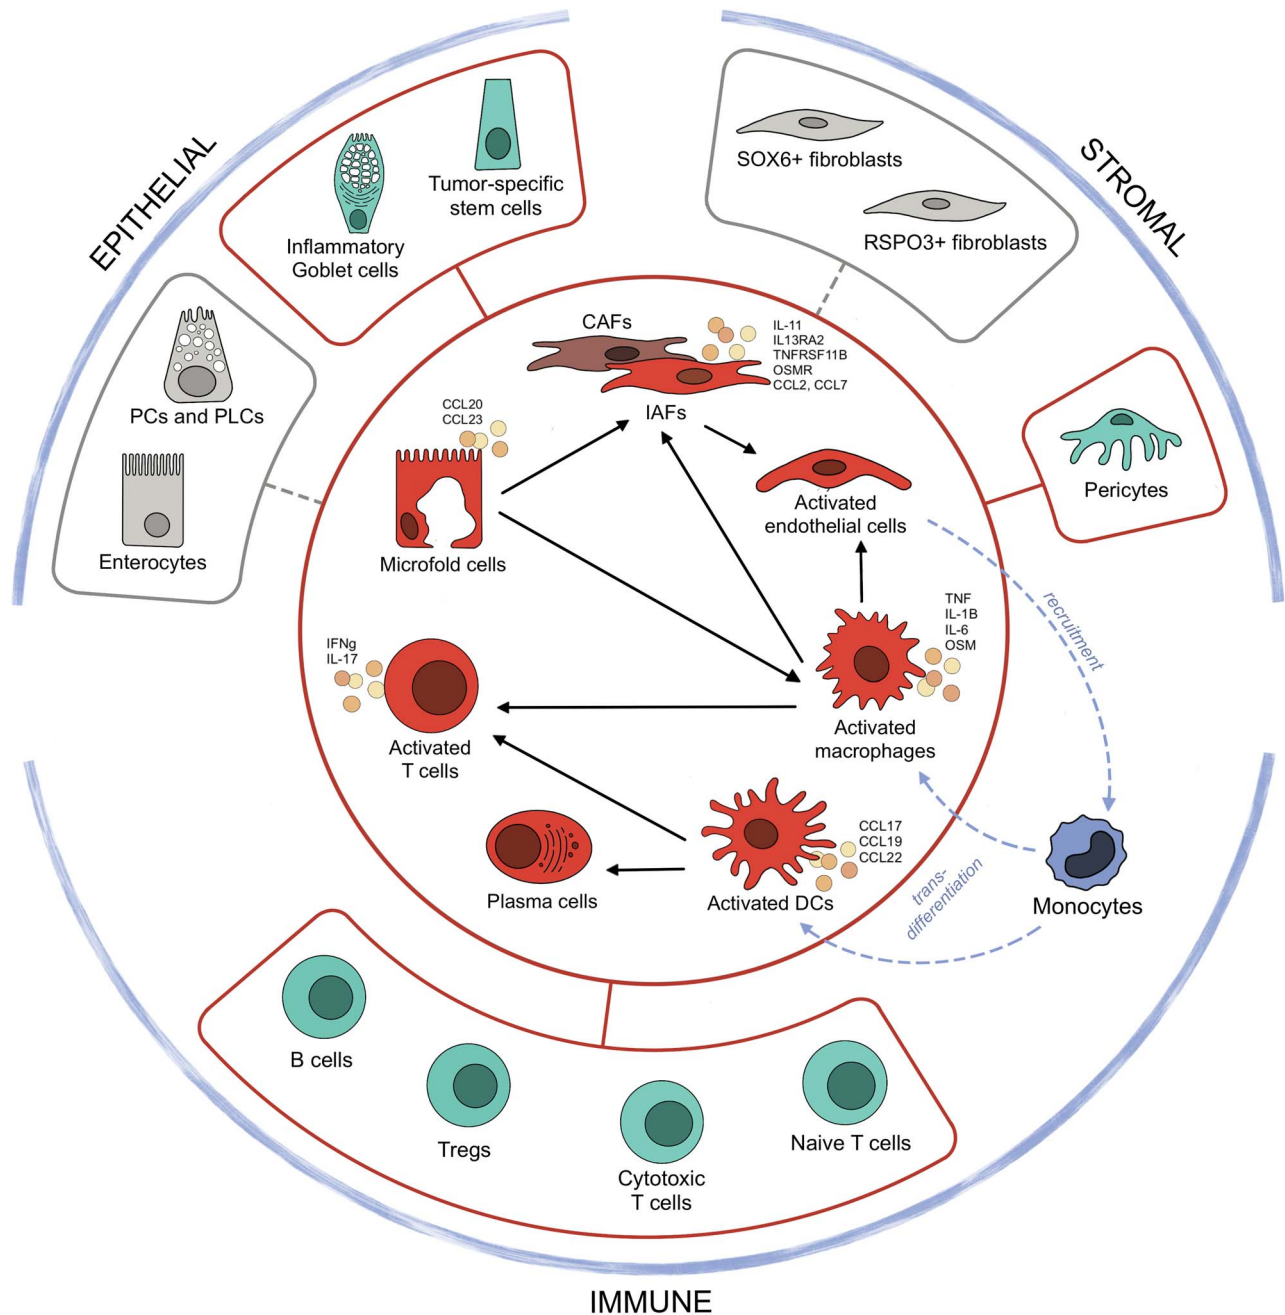 EPITHELIAL
STROMAL
Tumor-specific
stem cells
Inflammatory
Goblet cells
PCs and PLCs
Enterocytes
SOX6+ fibroblasts
RSPO3+ fibroblasts
Pericytes
CAFs
IL-11
IL13RA2
TNFRSF11B
OSMR
CCL2, CCL7
IAFs
CCL20
CCL23
Microfold cells
Activated
endothelial cells
recruitment
TNF
IL-1B
IL-6
OSM
Activated
macrophages
IFNg
IL-17
Activated
T cells
CCL17
CCL19
CCL22
Activated DCs
Plasma cells
trans-
differentiation
Monocytes
B cells
Tregs
Cytotoxic
T cells
Naive T cells
IMMUNE